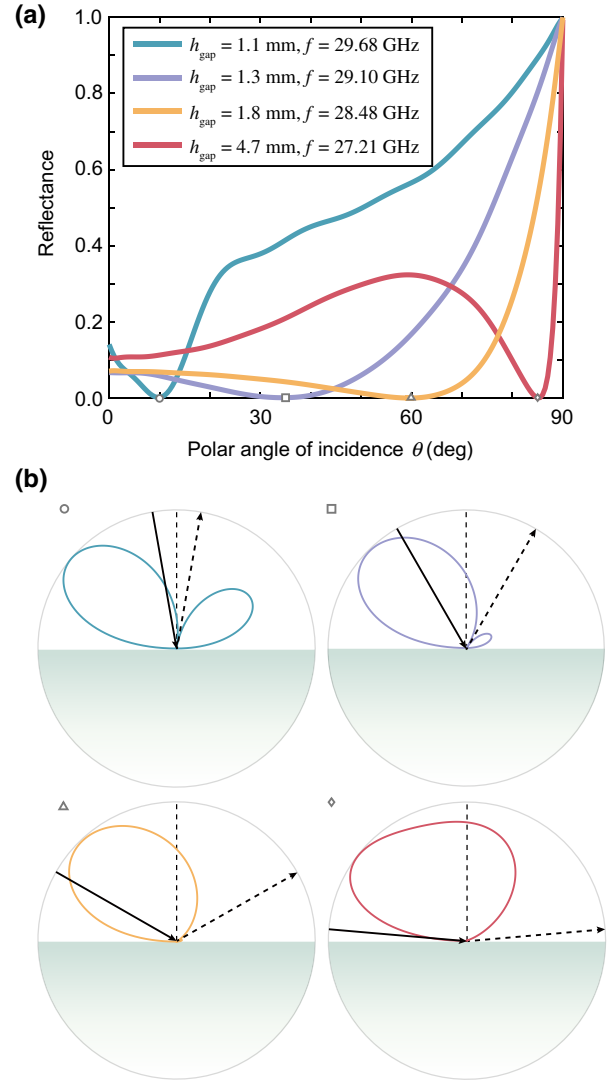 (a)
1.0
0.8
0.6
0.4
0.2
0.0
Reflectance
h_gap = 1.1 mm, f = 29.68 GHz
h_gap = 1.3 mm, f = 29.10 GHz
h_gap = 1.8 mm, f = 28.48 GHz
h_gap = 4.7 mm, f = 27.21 GHz
0 30 60 90
Polar angle of incidence θ (deg)
(b)